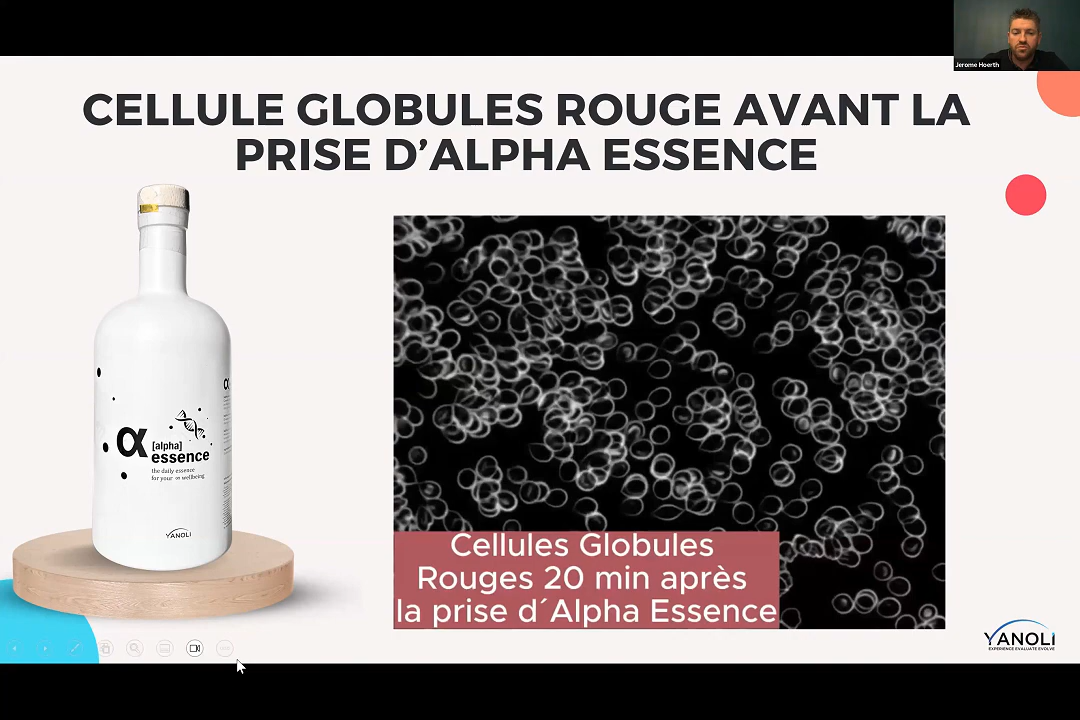 Jerome Hoerth
CELLULE GLOBULES ROUGE AVANT LA
PRISE D’ALPHA ESSENCE
α
[alpha]
essence
the daily essence
for your ∞ wellbeing
YANOLI
α
Cellules Globules
Rouges 20 min après
la prise d´Alpha Essence
YANOLI
EXPERIENCE EVALUATE EVOLVE